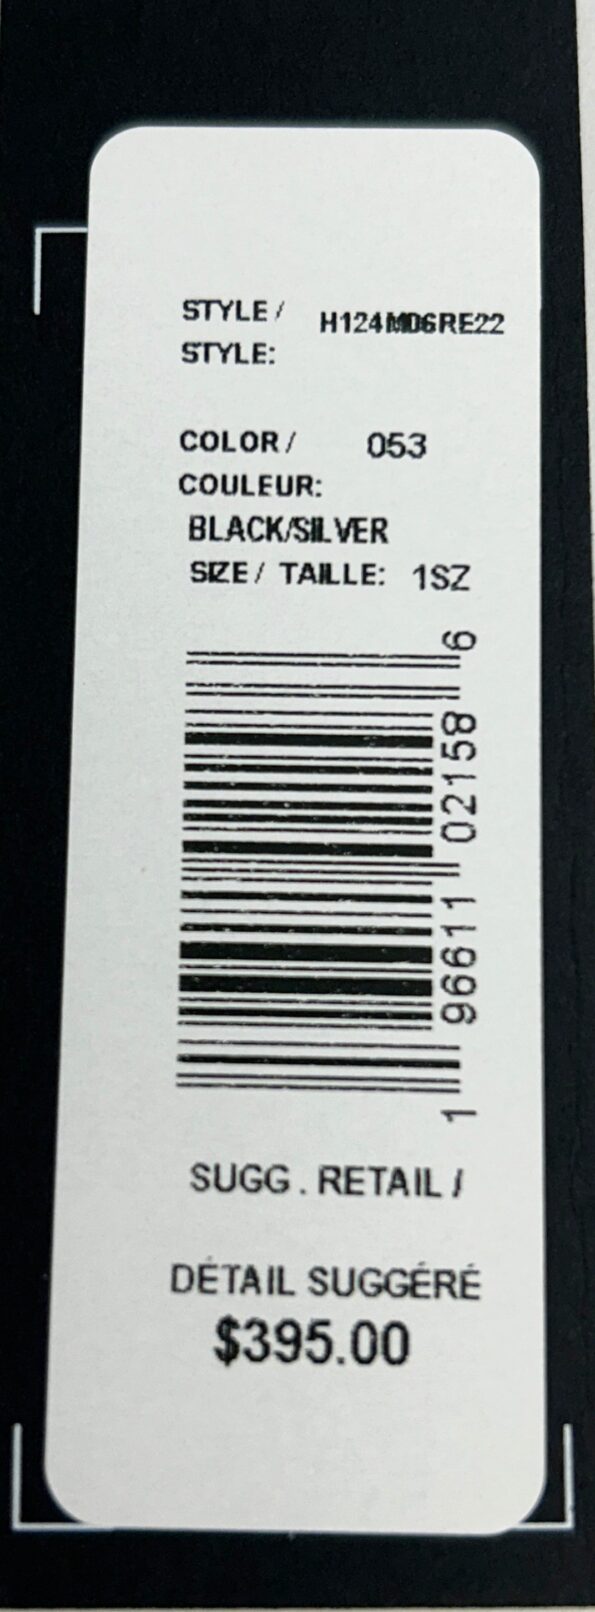 STYLE / H124M06RE22
STYLE:
COLOR / 053
COULEUR:
BLACK/SILVER
SIZE / TAILLE: 1SZ
1 96611 02158 6
SUGG. RETAIL /
DÉTAIL SUGGÉRÉ
$395.00